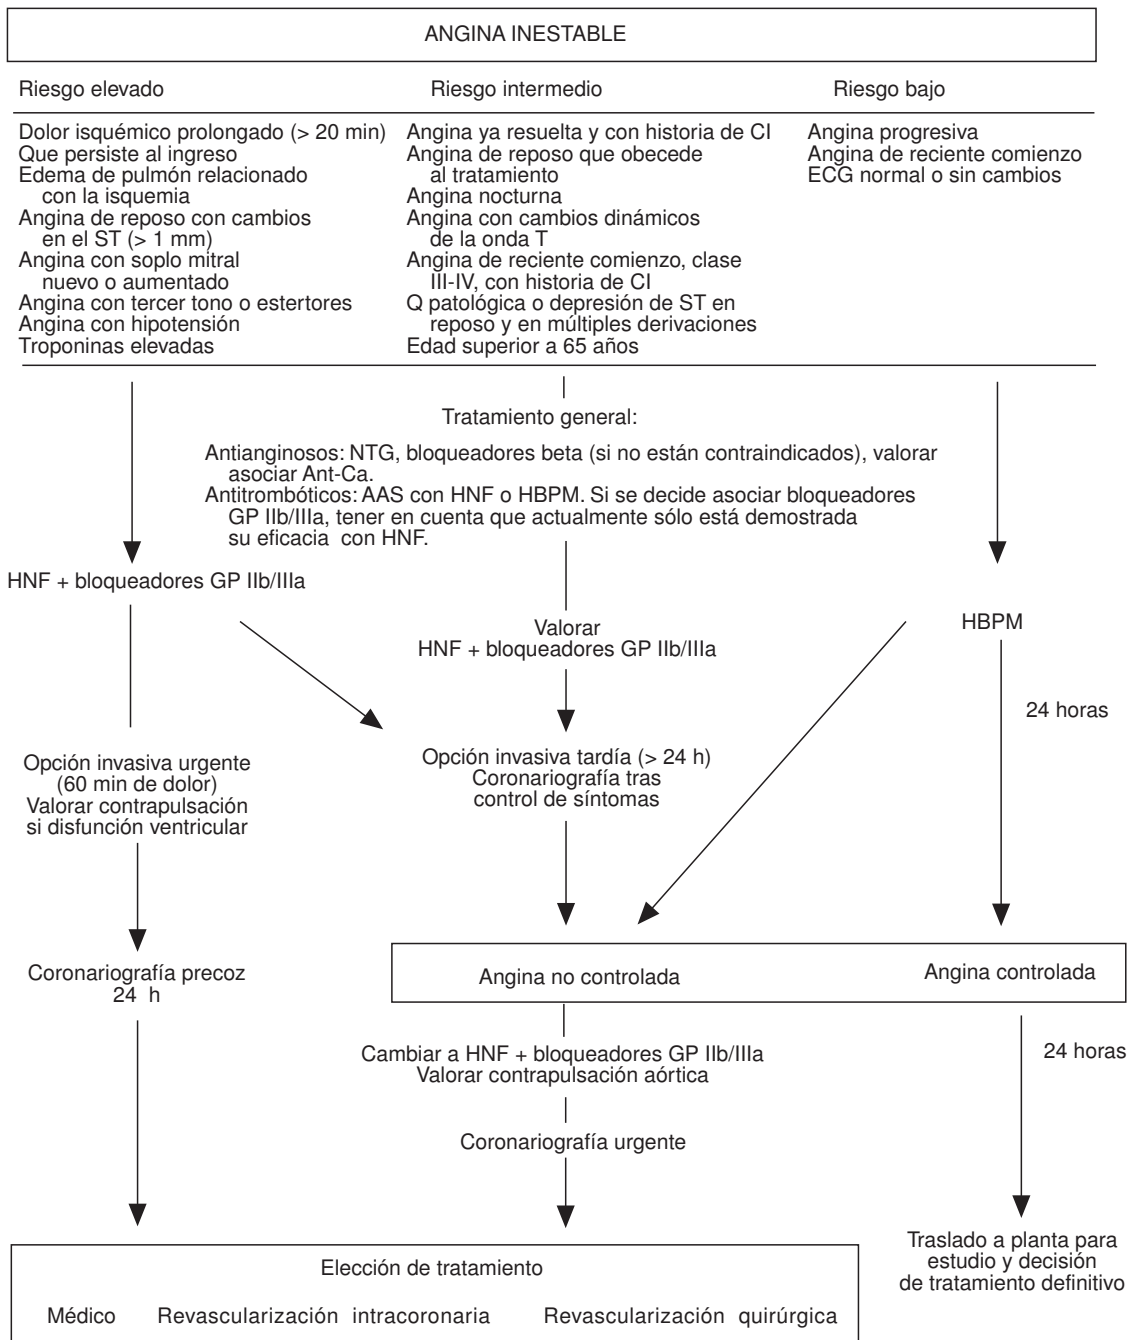 ANGINA INESTABLE
Riesgo elevado
Dolor isquémico prolongado (> 20 min)
Que persiste al ingreso
Edema de pulmón relacionado
con la isquemia
Angina de reposo con cambios
en el ST (> 1 mm)
Angina con soplo mitral
nuevo o aumentado
Angina con tercer tono o estertores
Angina con hipotensión
Troponinas elevadas
Riesgo intermedio
Angina ya resuelta y con historia de CI
Angina de reposo que obecede
al tratamiento
Angina nocturna
Angina con cambios dinámicos
de la onda T
Angina de reciente comienzo, clase
III-IV, con historia de CI
Q patológica o depresión de ST en
reposo y en múltiples derivaciones
Edad superior a 65 años
Riesgo bajo
Angina progresiva
Angina de reciente comienzo
ECG normal o sin cambios
Tratamiento general:
Antianginosos: NTG, bloqueadores beta (si no están contraindicados), valorar
asociar Ant-Ca.
Antitrombóticos: AAS con HNF o HBPM. Si se decide asociar bloqueadores
GP IIb/IIIa, tener en cuenta que actualmente sólo está demostrada
su eficacia con HNF.
HNF + bloqueadores GP IIb/IIIa
Valorar
HNF + bloqueadores GP IIb/IIIa
HBPM
24 horas
Opción invasiva urgente
(60 min de dolor)
Valorar contrapulsación
si disfunción ventricular
Opción invasiva tardía (> 24 h)
Coronariografía tras
control de síntomas
Coronariografía precoz
24 h
Angina no controlada
Angina controlada
Cambiar a HNF + bloqueadores GP IIb/IIIa
Valorar contrapulsación aórtica
24 horas
Coronariografía urgente
Traslado a planta para
estudio y decisión
de tratamiento definitivo
Elección de tratamiento
Médico Revascularización intracoronaria Revascularización quirúrgica